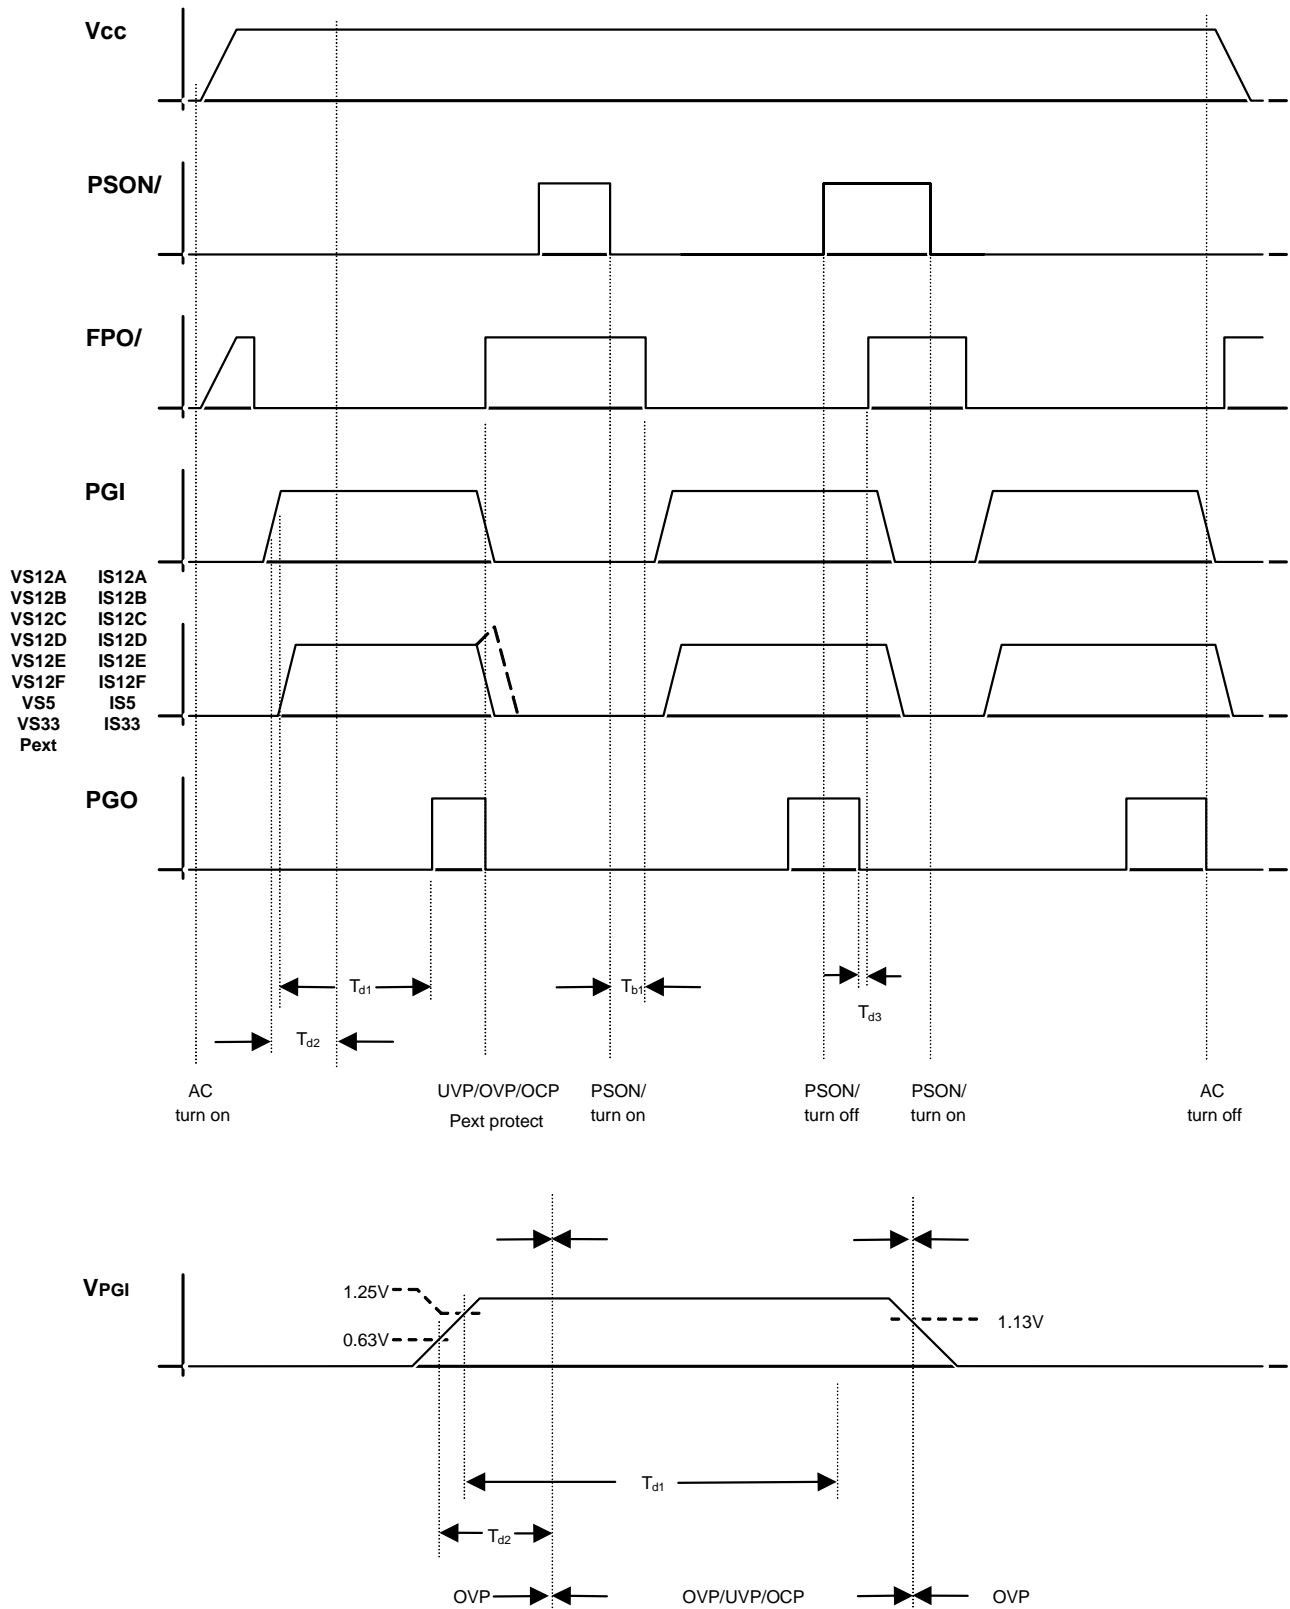 Vcc
PSON/
FPO/
PGI
VS12A IS12A
VS12B IS12B
VS12C IS12C
VS12D IS12D
VS12E IS12E
VS12F IS12F
VS5 IS5
VS33 IS33
Pext
PGO
Td1 Tb1
Td3
Td2
AC UVP/OVP/OCP PSON/ PSON/ PSON/ AC
turn on Pext protect turn on turn off turn on turn off
VPGI
1.25V
1.13V
0.63V
Td1
Td2
OVP OVP/UVP/OCP OVP